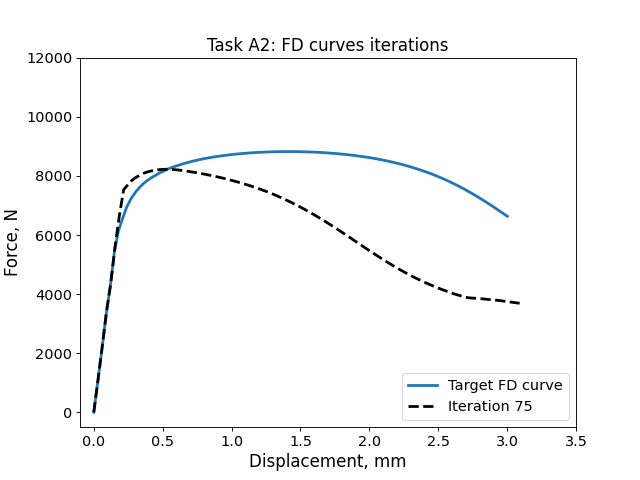 Task A2: FD curves iterations
Force, N
12000
10000
8000
6000
4000
2000
0
0.0 0.5 1.0 1.5 2.0 2.5 3.0 3.5
Displacement, mm
Target FD curve
Iteration 75